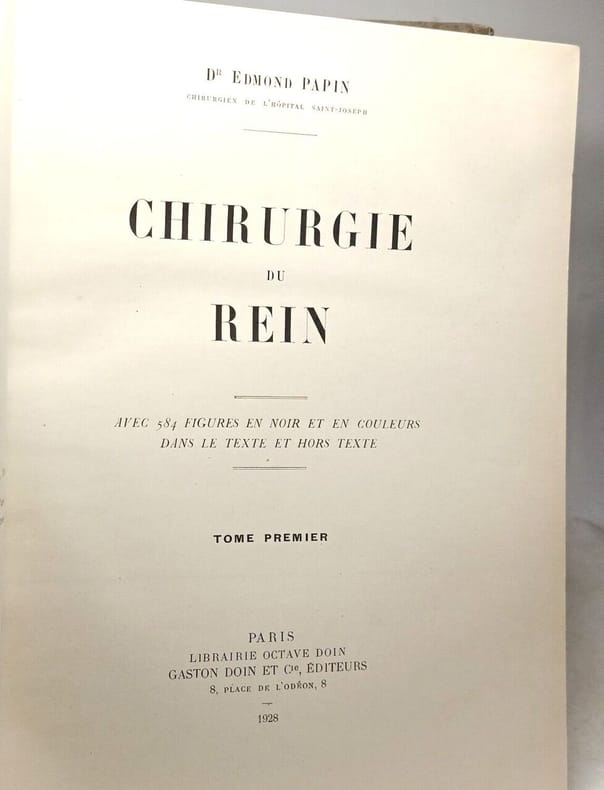 Dr EDMOND PAPIN
CHIRURGIEN DE L'HÔPITAL SAINT-JOSEPH
CHIRURGIE
DU
REIN
AVEC 584 FIGURES EN NOIR ET EN COULEURS
DANS LE TEXTE ET HORS TEXTE
TOME PREMIER
PARIS
LIBRAIRIE OCTAVE DOIN
GASTON DOIN ET Cie, ÉDITEURS
8, PLACE DE L'ODÉON, 8
1928